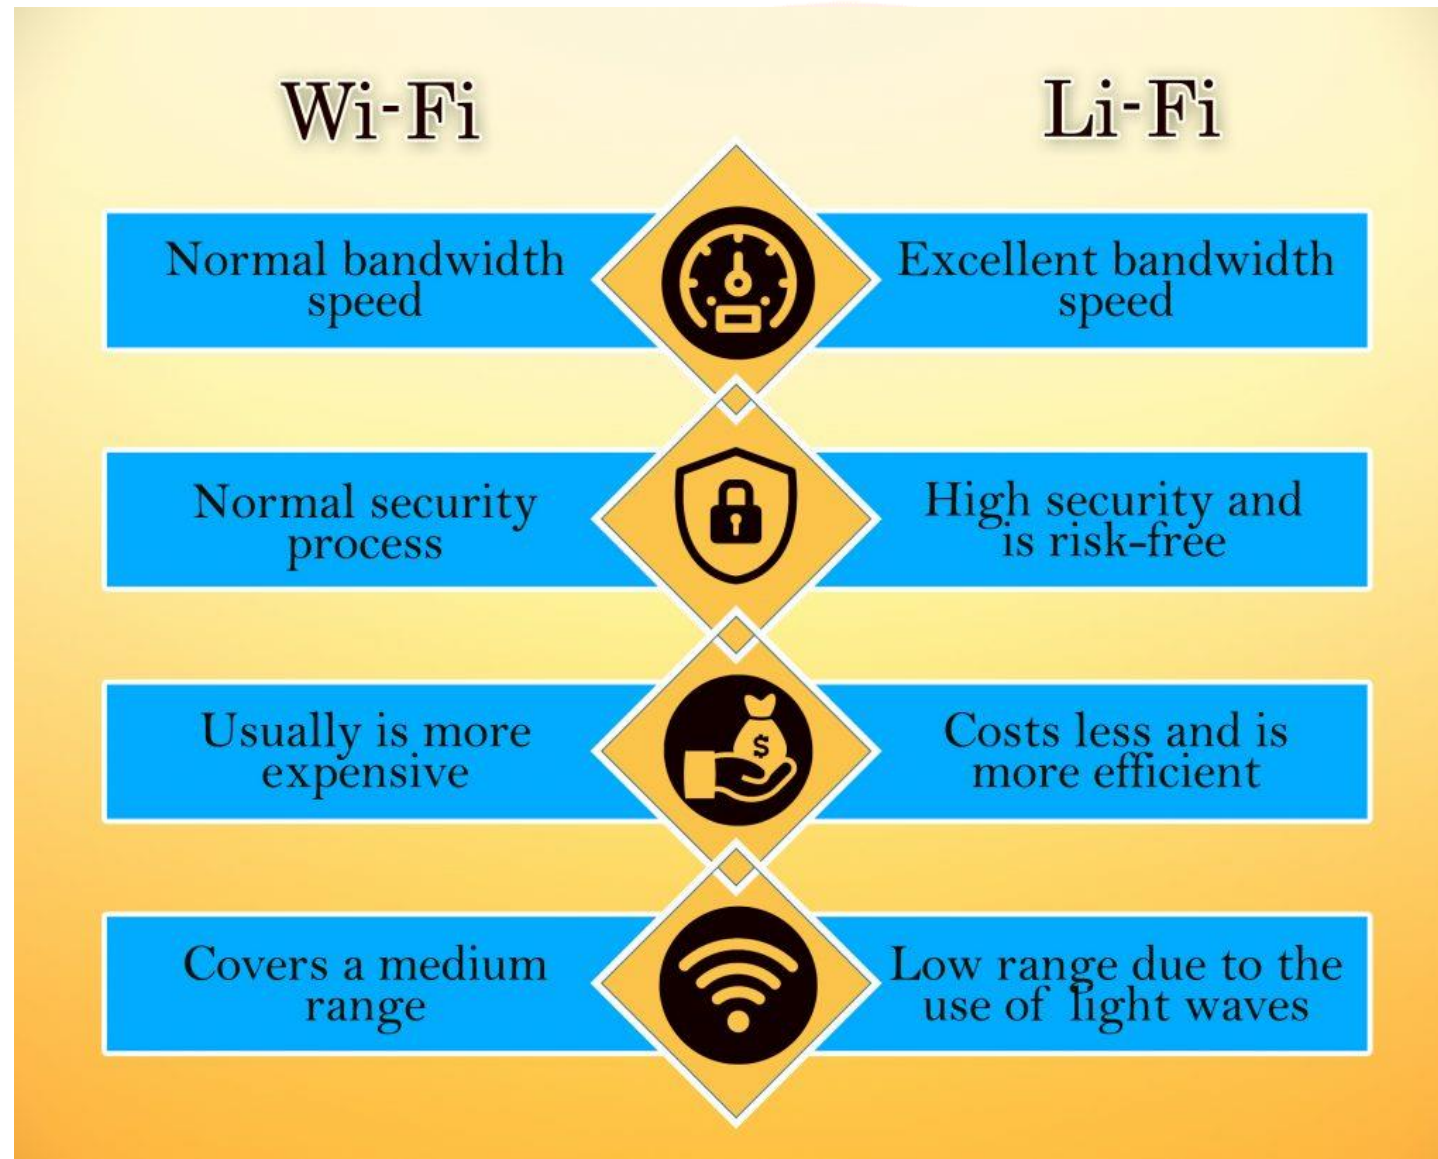 Wi-Fi
Li-Fi
Normal bandwidth
speed
Excellent bandwidth
speed
Normal security
process
High security and
is risk-free
Usually is more
expensive
$
Costs less and is
more efficient
Covers a medium
range
Low range due to the
use of light waves